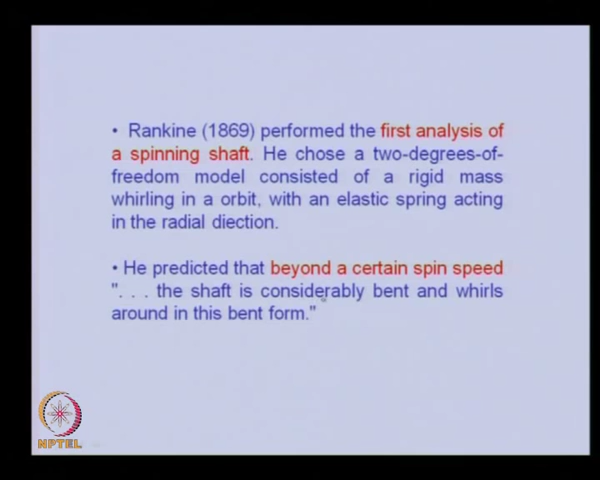 • Rankine (1869) performed the first analysis of
a spinning shaft. He chose a two-degrees-of-
freedom model consisted of a rigid mass
whirling in a orbit, with an elastic spring acting
in the radial diection.
• He predicted that beyond a certain spin speed
". . . the shaft is considerably bent and whirls
around in this bent form."
NPTEL